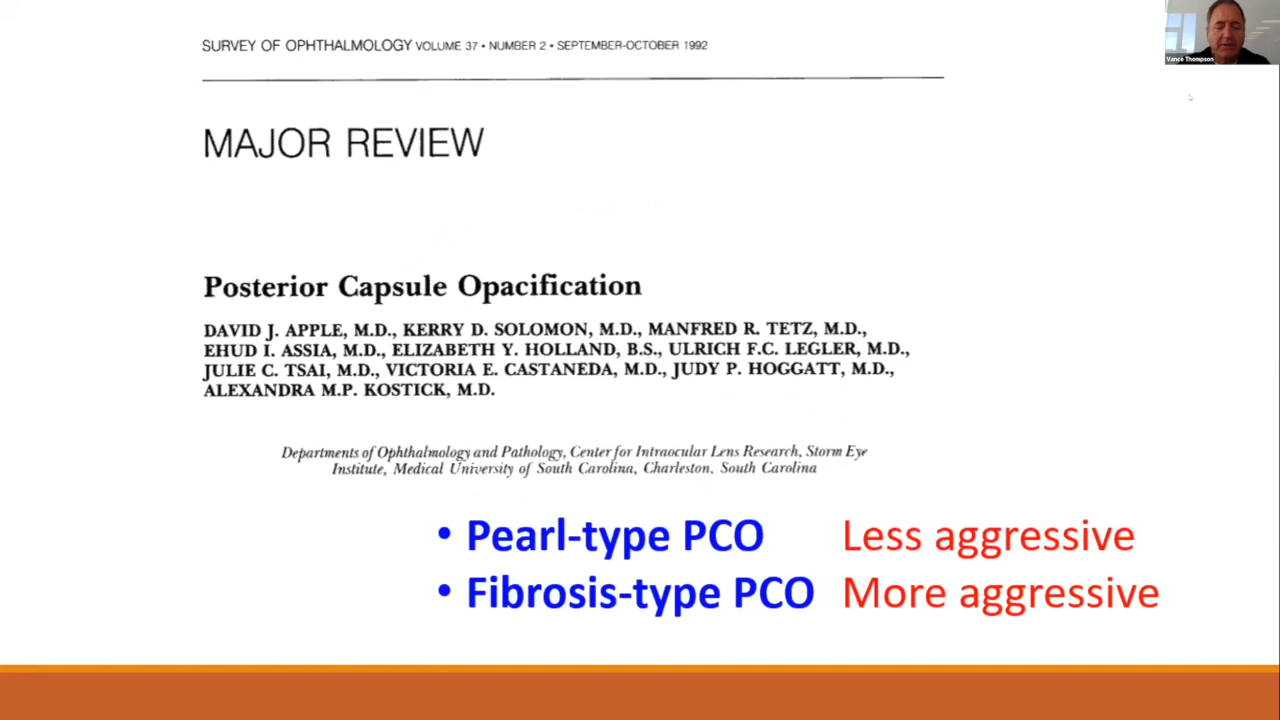 SURVEY OF OPHTHALMOLOGY VOLUME 37 • NUMBER 2 • SEPTEMBER-OCTOBER 1992
Vance Thompson
MAJOR REVIEW
Posterior Capsule Opacification
DAVID J. APPLE, M.D., KERRY D. SOLOMON, M.D., MANFRED R. TETZ, M.D.,
EHUD I. ASSIA, M.D., ELIZABETH Y. HOLLAND, B.S., ULRICH F.C. LEGLER, M.D.,
JULIE C. TSAI, M.D., VICTORIA E. CASTANEDA, M.D., JUDY P. HOGGATT, M.D.,
ALEXANDRA M.P. KOSTICK, M.D.
Departments of Ophthalmology and Pathology, Center for Intraocular Lens Research, Storm Eye
Institute, Medical University of South Carolina, Charleston, South Carolina
• Pearl-type PCO Less aggressive
• Fibrosis-type PCO More aggressive